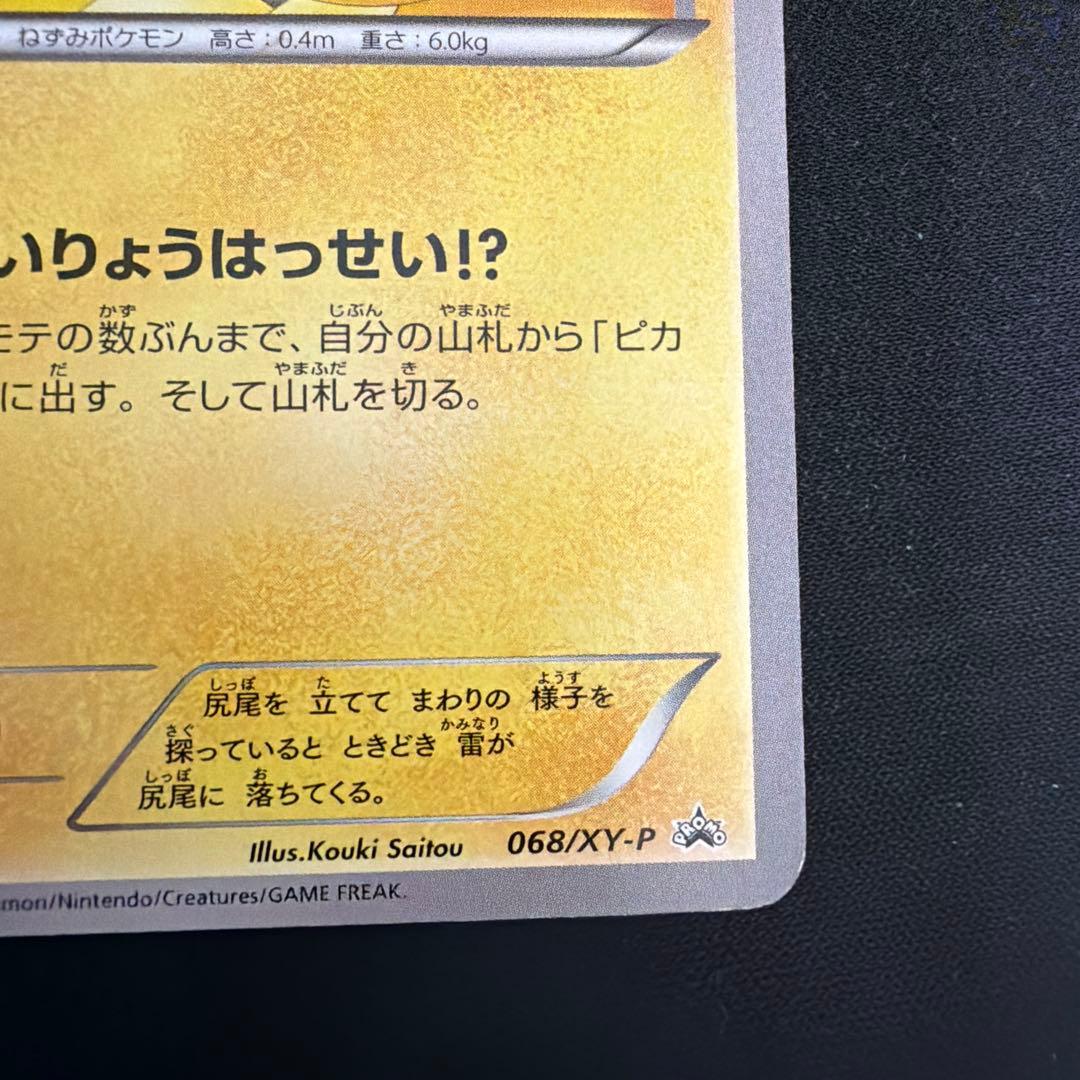 ねずみポケモン 高さ：0.4m 重さ：6.0kg
いりょうはっせい!?
モテの数ぶんまで、自分の山札から「ピカ
に出す。そして山札を切る。
尻尾を 立てて まわりの 様子を
探っていると ときどき 雷が
尻尾に 落ちてくる。
Illus.Kouki Saitou 068/XY-P PROMO
mon/Nintendo/Creatures/GAME FREAK.